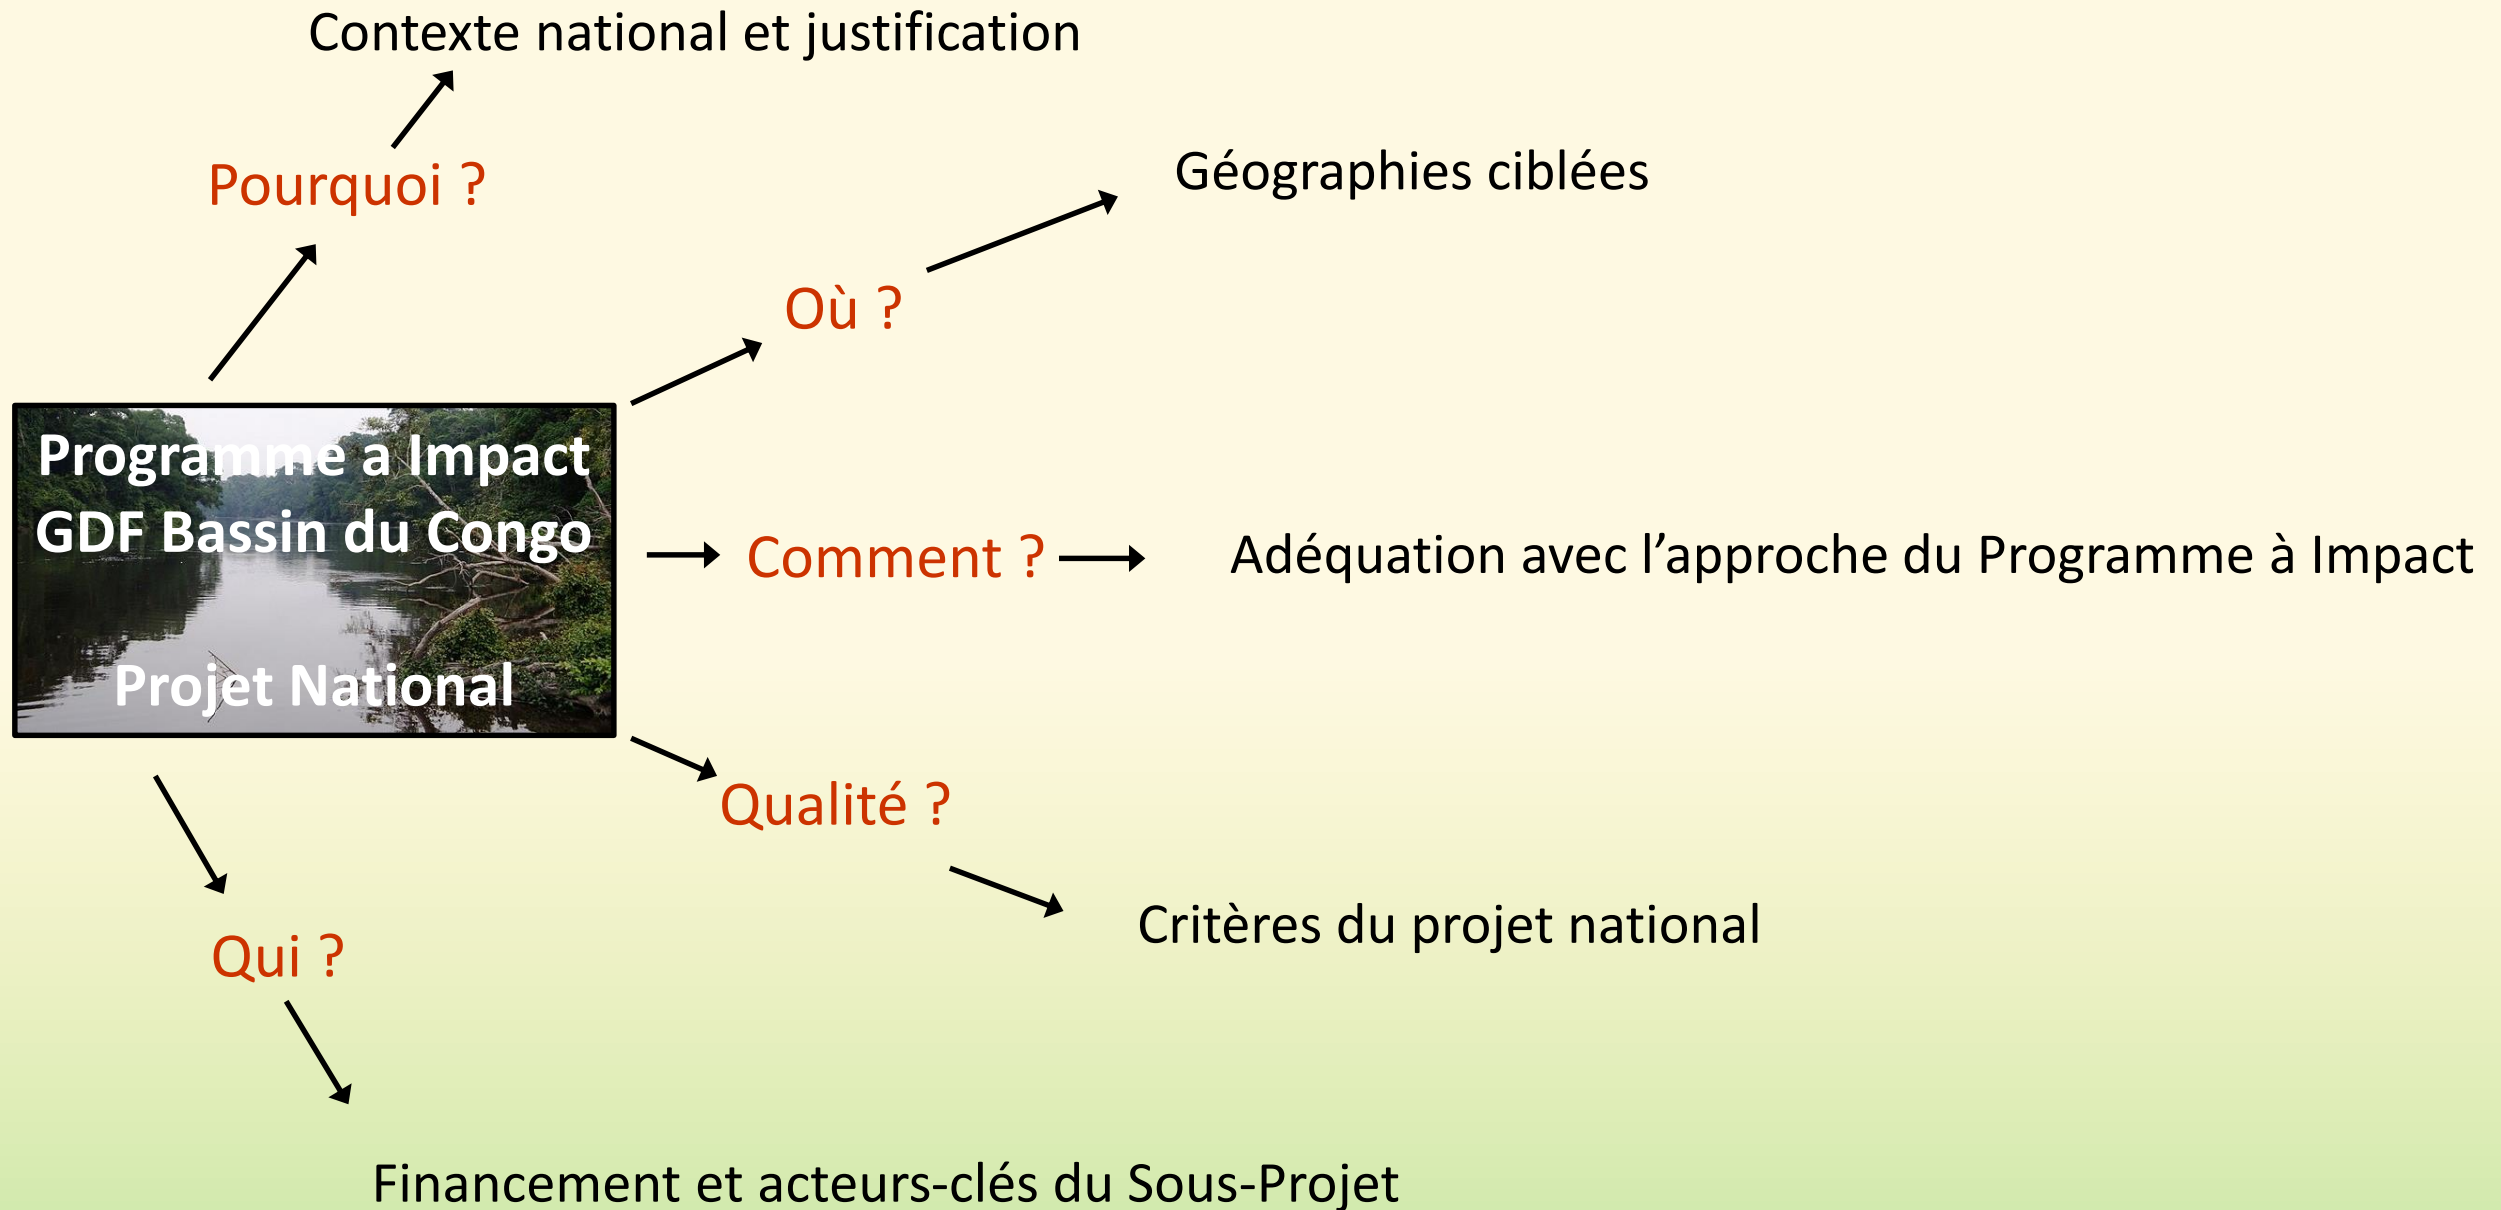 Contexte national et justification
Pourquoi ?
Géographies ciblées
Où ?
Programme a Impact
GDF Bassin du Congo
Projet National
Comment ?
Adéquation avec l’approche du Programme à Impact
Qualité ?
Critères du projet national
Qui ?
Financement et acteurs-clés du Sous-Projet